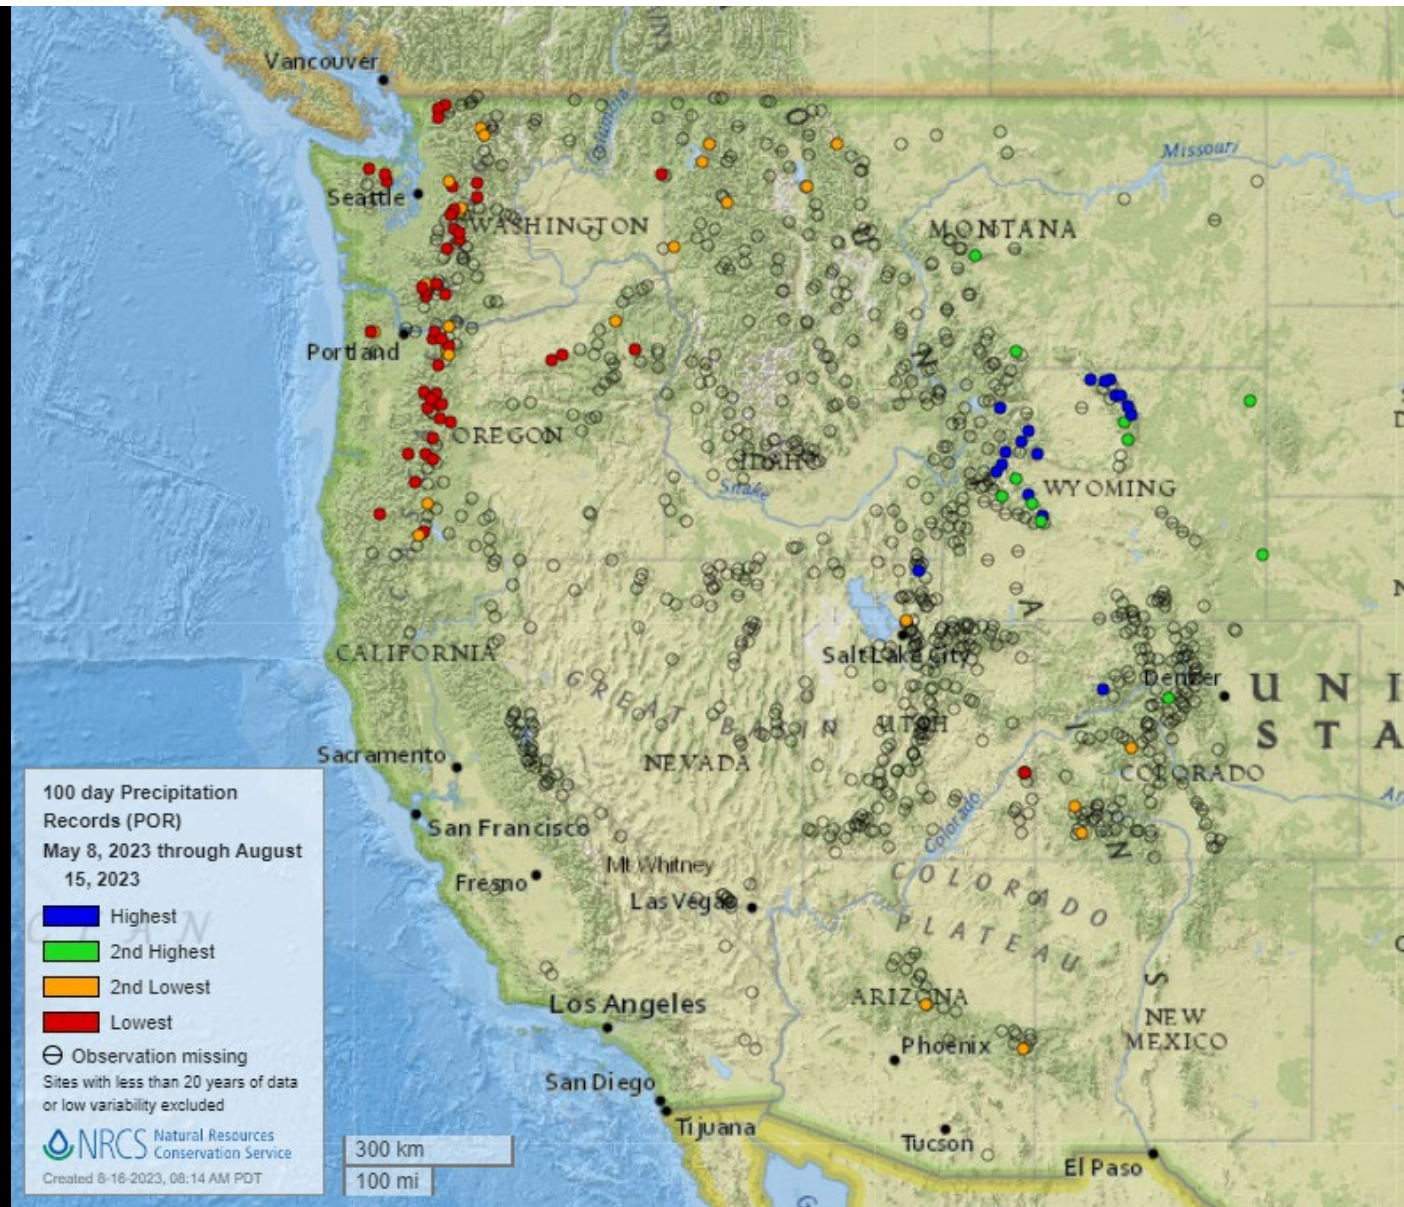 Vancouver
Columbia
Missouri
Seattle
WASHINGTON
MONTANA
Portland
OREGON
IDAHO
Snake
WYOMING
CALIFORNIA
Salt Lake City
Denver
UNI
STA
GREAT BASIN
UTAH
NEVADA
COLORADO
Sacramento
San Francisco
Colorado
Mt Whitney
Fresno
Las Vegas
COLORADO
PLATEAU
Los Angeles
ARIZONA
NEW
MEXICO
Phoenix
San Diego
Tijuana
Tucson
El Paso
100 day Precipitation
Records (POR)
May 8, 2023 through August
15, 2023
Highest
2nd Highest
2nd Lowest
Lowest
Observation missing
Sites with less than 20 years of data
or low variability excluded
NRCS Natural Resources
Conservation Service
Created 8-16-2023, 08:14 AM PDT
300 km
100 mi